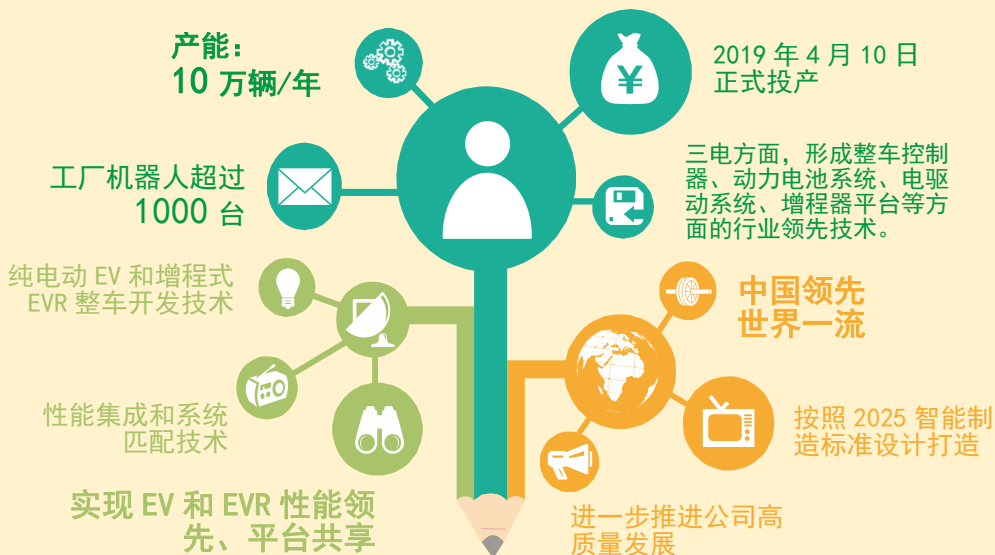 产能：
10 万辆/年
2019 年 4 月 10 日
正式投产
工厂机器人超过
1000 台
三电方面，形成整车控制
器、动力电池系统、电驱
动系统、增程器平台等方
面的行业领先技术。
纯电动 EV 和增程式
EVR 整车开发技术
中国领先
世界一流
性能集成和系统
匹配技术
按照 2025 智能制
造标准设计打造
实现 EV 和 EVR 性能领
先、平台共享
进一步推进公司高
质量发展
¥